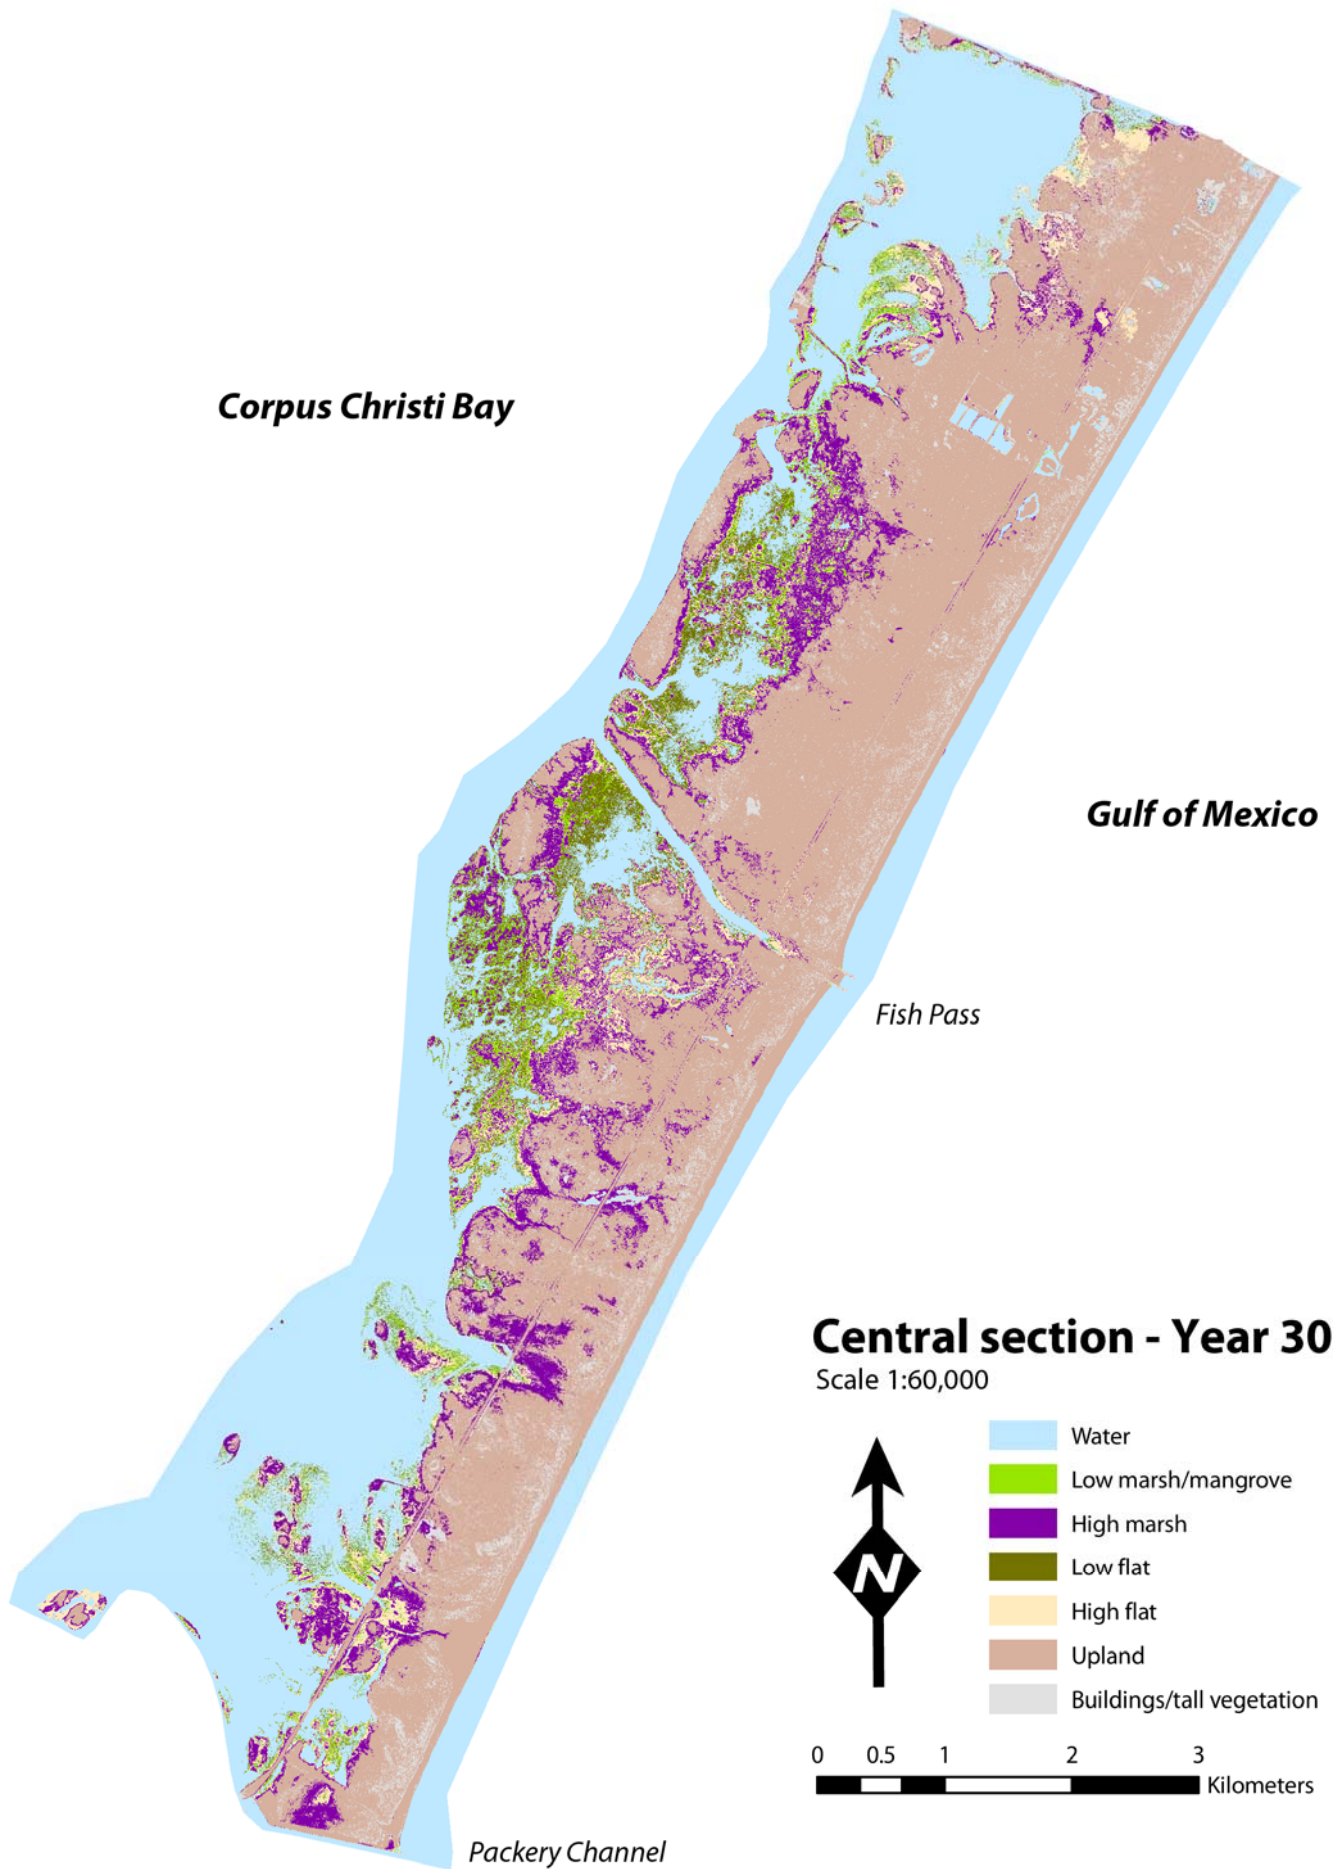 Corpus Christi Bay
Gulf of Mexico
Fish Pass
Central section - Year 30
Scale 1:60,000
N
Water
Low marsh/mangrove
High marsh
Low flat
High flat
Upland
Buildings/tall vegetation
0 0.5 1 2 3
Kilometers
Packery Channel